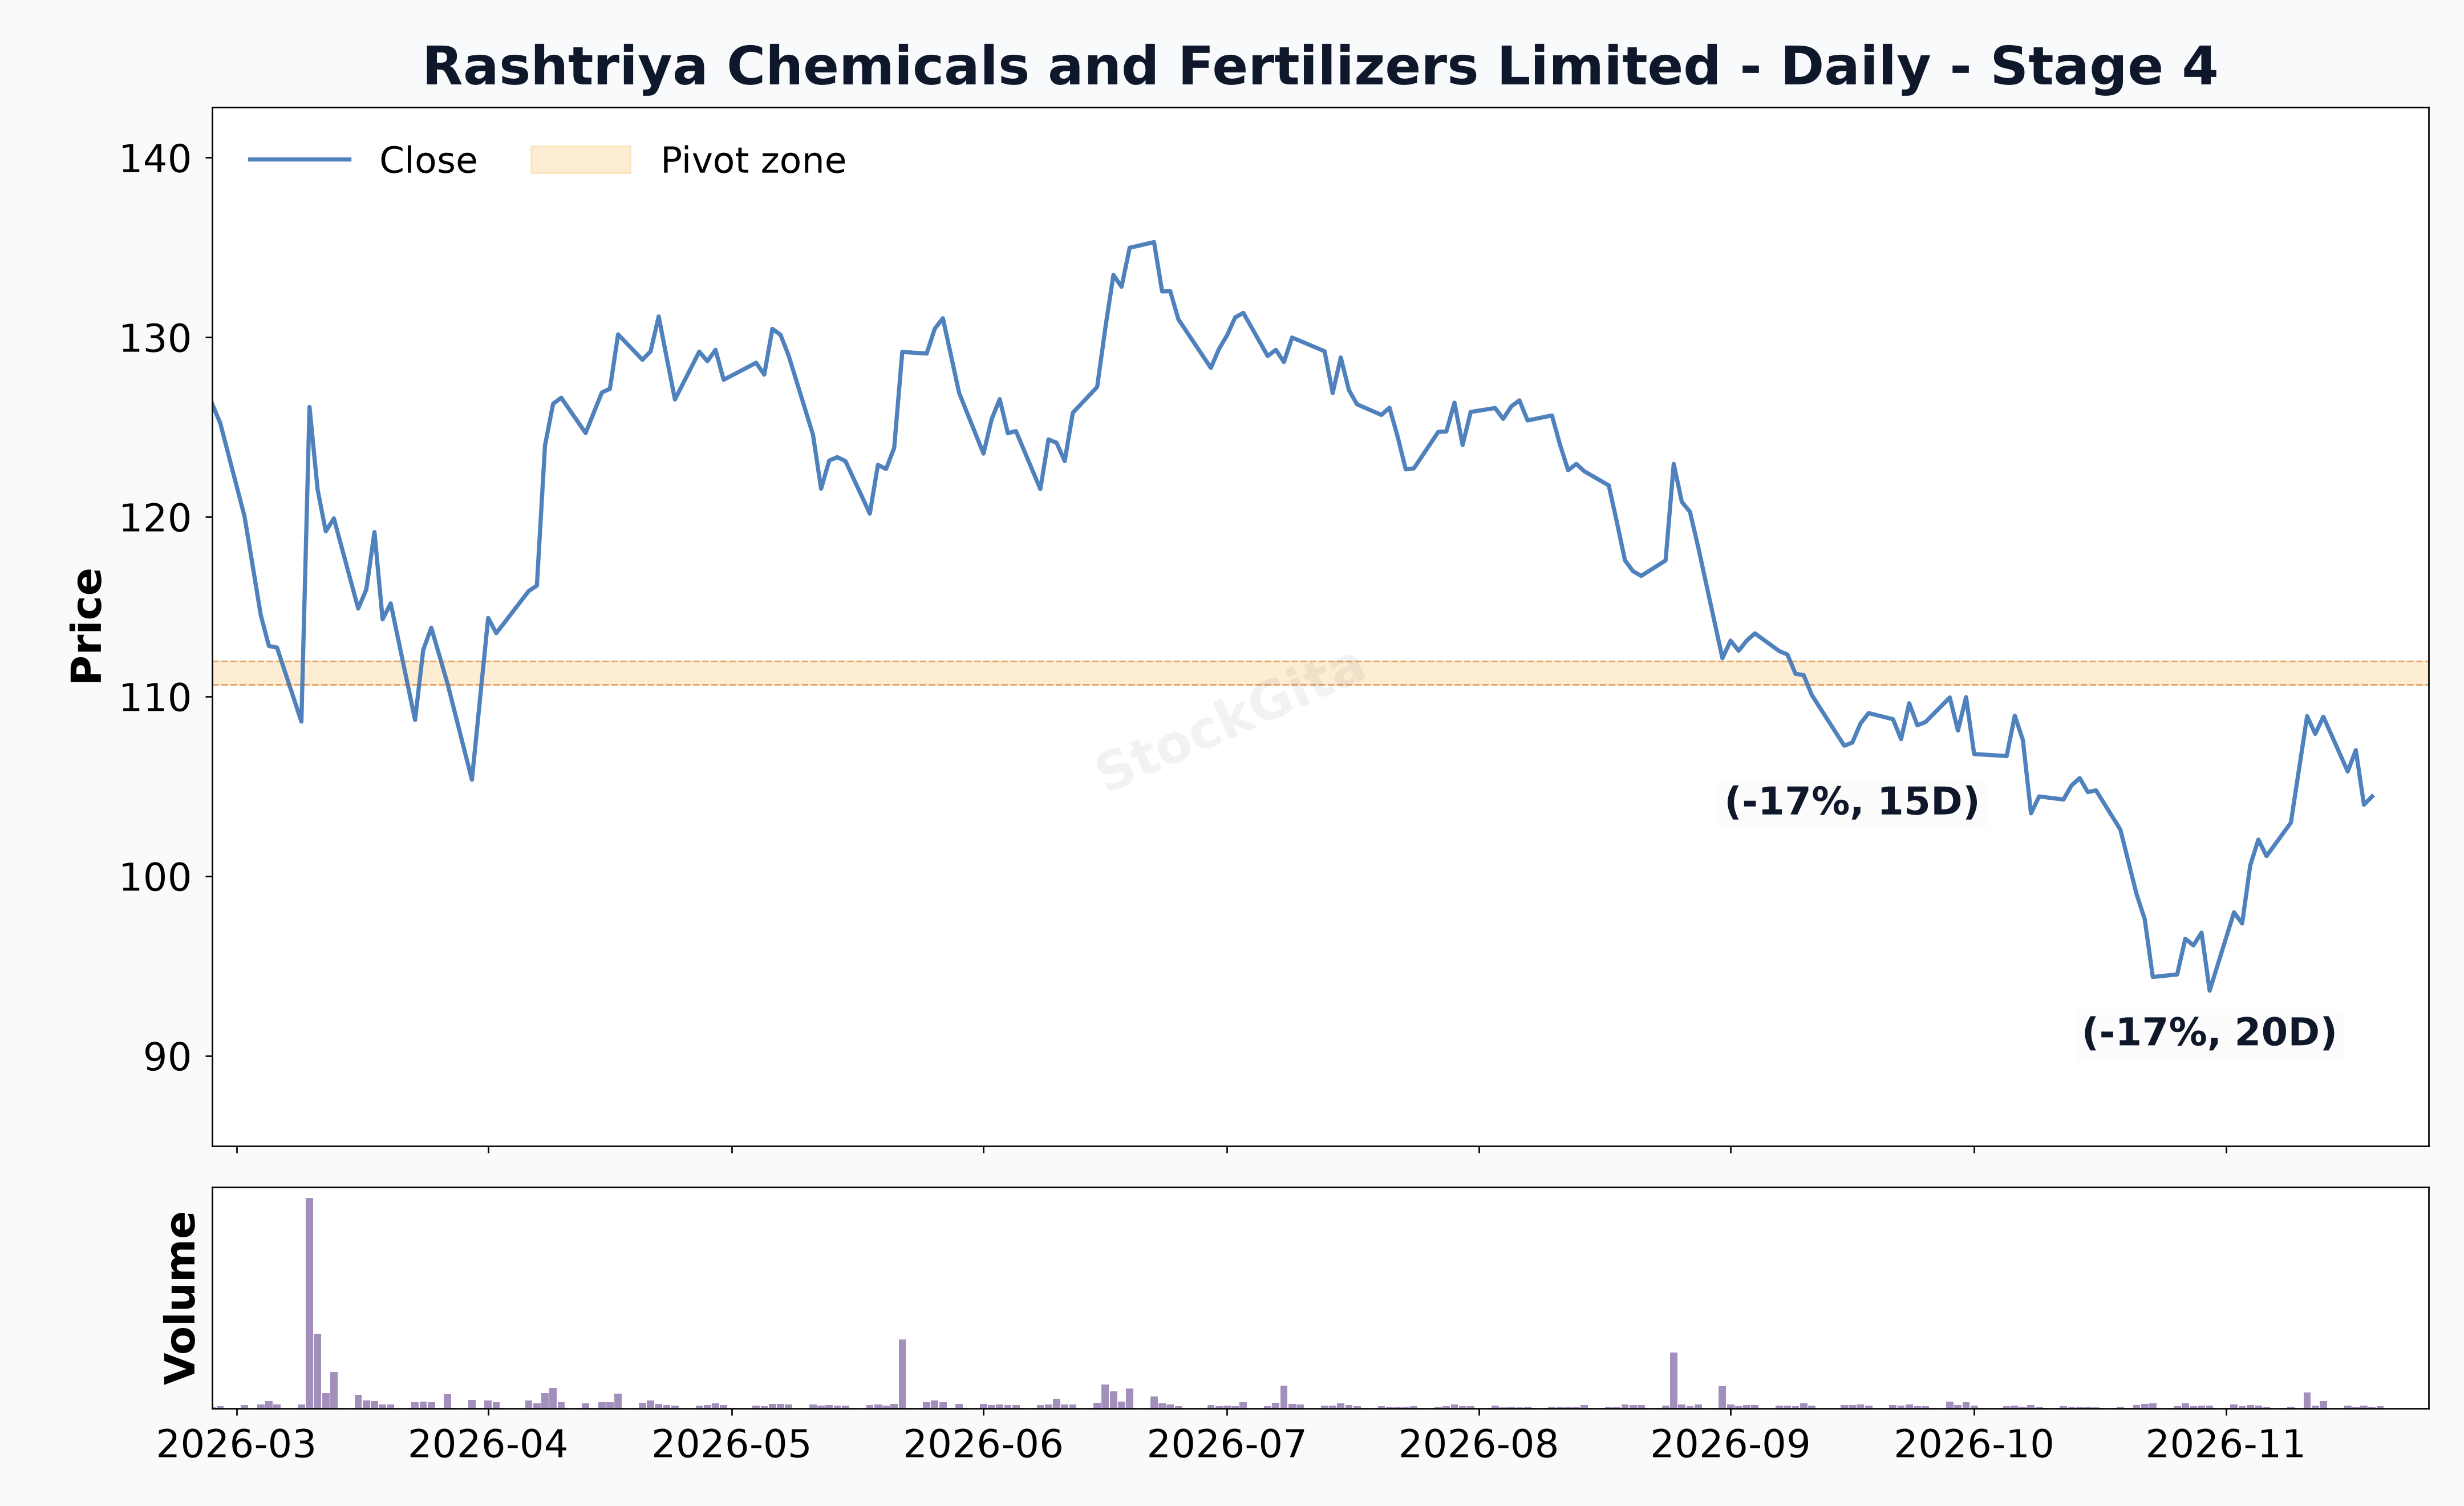 Rashtriya Chemicals and Fertilizers Limited - Daily - Stage 4
Close Pivot zone
140
130
120
110
100
90
Price
StockGita
(-17%, 15D)
(-17%, 20D)
Volume
2026-03 2026-04 2026-05 2026-06 2026-07 2026-08 2026-09 2026-10 2026-11